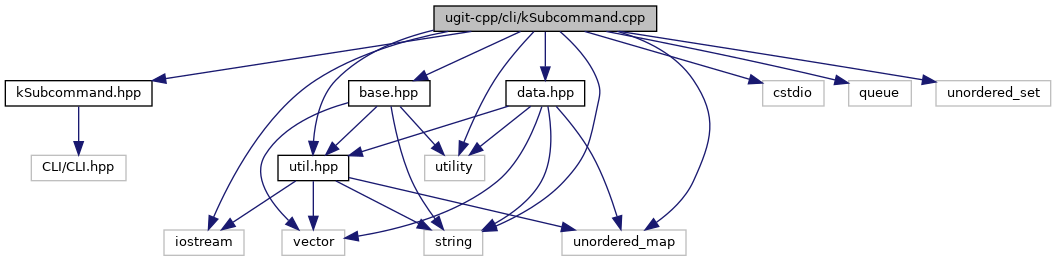 ugit-cpp/cli/kSubcommand.cpp
kSubcommand.hpp
base.hpp
data.hpp
cstdio
queue
unordered_set
CLI/CLI.hpp
util.hpp
utility
iostream
vector
string
unordered_map